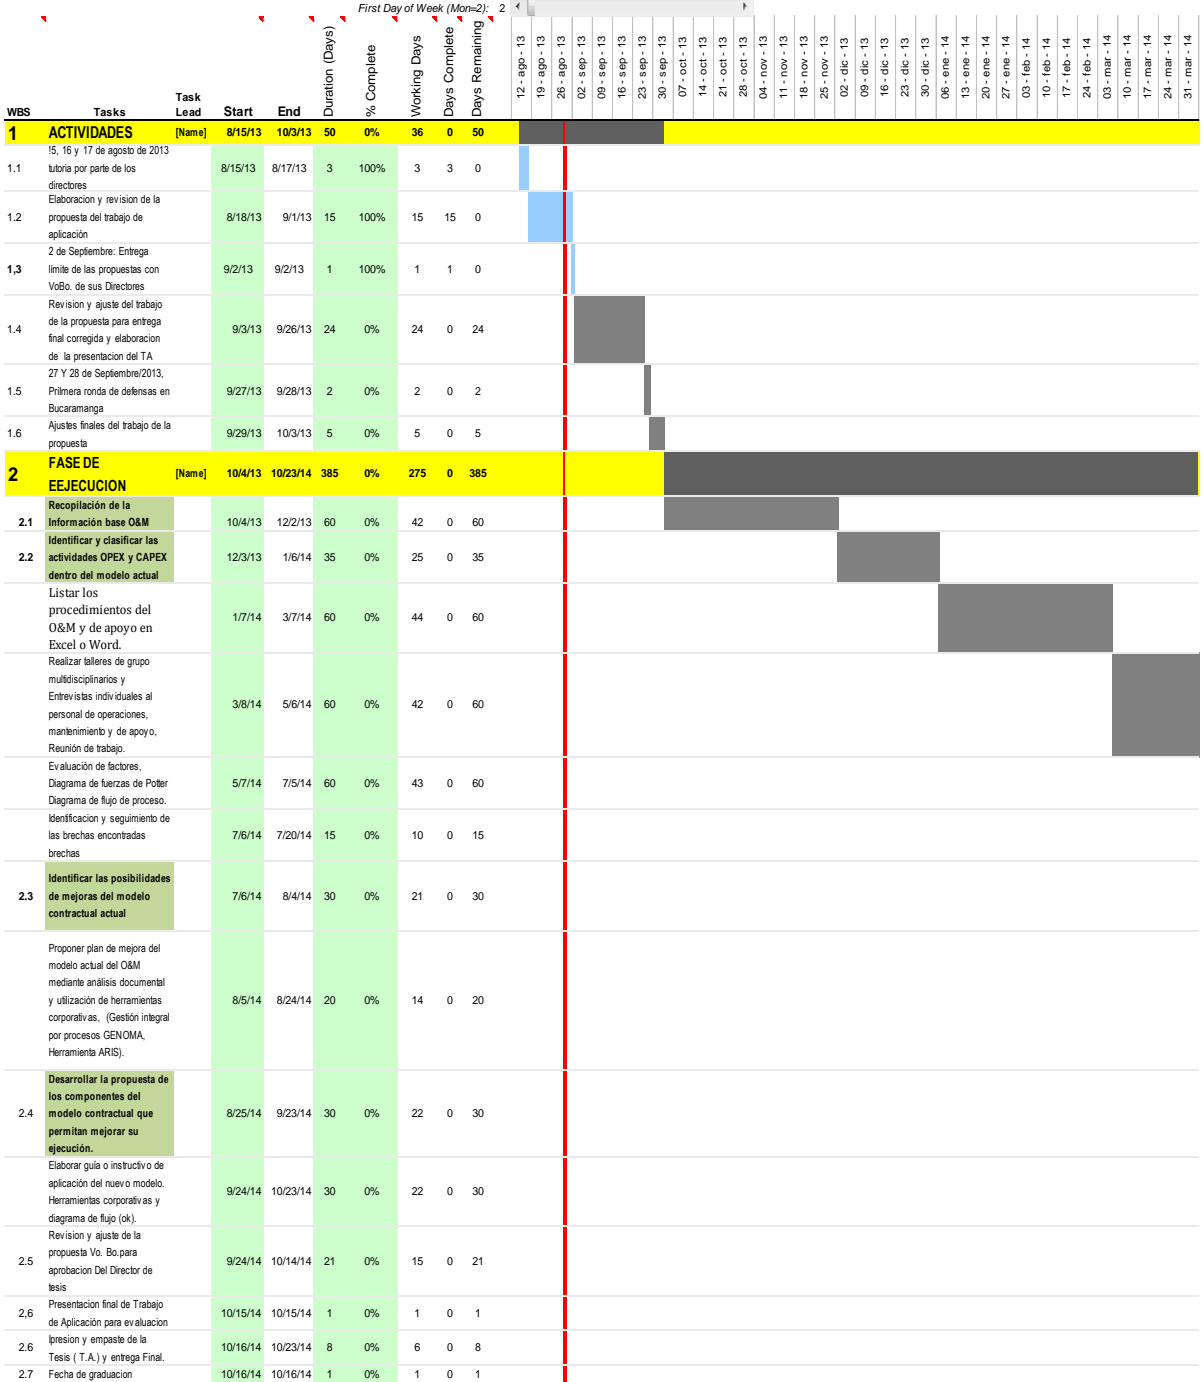 First Day of Week (Mon=2): 2
WBS Tasks Task Lead Start End Duration (Days) % Complete Working Days Days Complete Days Remaining 12 - ago - 13 19 - ago - 13 26 - ago - 13 02 - sep - 13 09 - sep - 13 16 - sep - 13 23 - sep - 13 30 - sep - 13 07 - oct - 13 14 - oct - 13 21 - oct - 13 28 - oct - 13 04 - nov - 13 11 - nov - 13 18 - nov - 13 25 - nov - 13 02 - dic - 13 09 - dic - 13 16 - dic - 13 23 - dic - 13 30 - dic - 13 06 - ene - 14 13 - ene - 14 20 - ene - 14 27 - ene - 14 03 - feb - 14 10 - feb - 14 17 - feb - 14 24 - feb - 14 03 - mar - 14 10 - mar - 14 17 - mar - 14 24 - mar - 14 31 - mar - 14
1 ACTIVIDADES [Name] 8/15/13 10/3/13 50 0% 36 0 50
!5, 16 y 17 de agosto de 2013
1.1 tutoria por parte de los 8/15/13 8/17/13 3 100% 3 3 0
directores
Elaboracion y revision de la
1.2 propuesta del trabajo de 8/18/13 9/1/13 15 100% 15 15 0
aplicación
2 de Septiembre: Entrega
1,3 límite de las propuestas con 9/2/13 9/2/13 1 100% 1 1 0
VoBo. de sus Directores
Revision y ajuste del trabajo
de la propuesta para entrega
1.4 9/3/13 9/26/13 24 0% 24 0 24
final corregida y elaboracion
de la presentacion del TA
27 Y 28 de Septiembre/2013,
1.5 Prilmera ronda de defensas en 9/27/13 9/28/13 2 0% 2 0 2
Bucaramanga
Ajustes finales del trabajo de la
1.6 9/29/13 10/3/13 5 0% 5 0 5
propuesta
FASE DE
2 [Name] 10/4/13 10/23/14 385 0% 275 0 385
EEJECUCION
Recopilación de la
2.1 Información base O&M 10/4/13 12/2/13 60 0% 42 0 60
Identificar y clasificar las
2.2 actividades OPEX y CAPEX 12/3/13 1/6/14 35 0% 25 0 35
dentro del modelo actual
Listar los
procedimientos del 1/7/14 3/7/14 60 0% 44 0 60
O&M y de apoyo en
Excel o Word.
Realizar talleres de grupo
multidisciplinarios y
Entrevistas individuales al 3/8/14 5/6/14 60 0% 42 0 60
personal de operaciones,
mantenimiento y de apoyo,
Reunión de trabajo.
Evaluación de factores,
Diagrama de fuerzas de Potter 5/7/14 7/5/14 60 0% 43 0 60
Diagrama de flujo de proceso.
Identificacion y seguimiento de
las brechas encontradas 7/6/14 7/20/14 15 0% 10 0 15
brechas
Identificar las posibilidades
2.3 de mejoras del modelo 7/6/14 8/4/14 30 0% 21 0 30
contractual actual
Proponer plan de mejora del
modelo actual del O&M
mediante análisis documental
y utilización de herramientas 8/5/14 8/24/14 20 0% 14 0 20
corporativas, (Gestión integral
por procesos GENOMA,
Herramienta ARIS).
Desarrollar la propuesta de
los componentes del
2.4 modelo contractual que 8/25/14 9/23/14 30 0% 22 0 30
permitan mejorar su
ejecución.
Elaborar guía o instructivo de
aplicación del nuevo modelo. 9/24/14 10/23/14 30 0% 22 0 30
Herramientas corporativas y
diagrama de flujo (ok).
Revision y ajuste de la
propuesta Vo. Bo.para
2.5 9/24/14 10/14/14 21 0% 15 0 21
aprobacion Del Director de
tesis
Presentacion final de Trabajo
2,6 10/15/14 10/15/14 1 0% 1 0 1
de Aplicación para evaluacion
Ipresion y empaste de la
2.6 10/16/14 10/23/14 8 0% 6 0 8
Tesis ( T.A.) y entrega Final.
2.7 Fecha de graduacion 10/16/14 10/16/14 1 0% 1 0 1